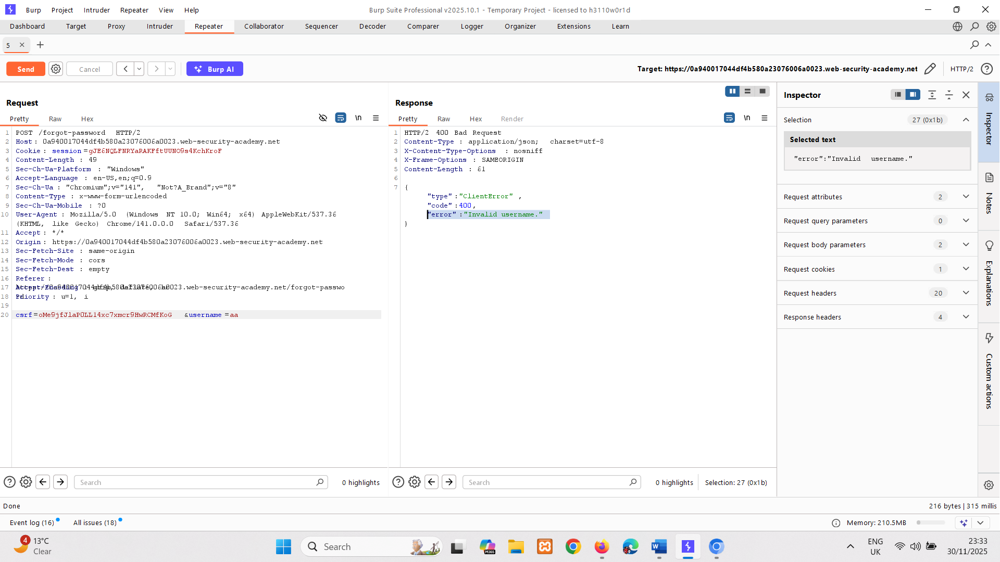 Burp Project Intruder Repeater View Help
Burp Suite Professional v2025.10.1 - Temporary Project - licensed to h3110w0r1d
Dashboard Target Proxy Intruder Repeater Collaborator Sequencer Decoder Comparer Logger Organizer Extensions Learn
5
Send Cancel Burp AI
Target: https://0a940017044df4b580a23076006a0023.web-security-academy.net HTTP/2
Request
Pretty Raw Hex
1 POST /forgot-password HTTP/2
2 Host: 0a940017044df4b580a23076006a0023.web-security-academy.net
3 Cookie: session=gJE6NQLFNRYaRAKFftUUNO9s4KchKroF
4 Content-Length: 49
5 Sec-Ch-Ua-Platform: "Windows"
6 Accept-Language: en-US,en;q=0.9
7 Sec-Ch-Ua: "Chromium";v="141", "Not?A_Brand";v="8"
8 Content-Type: x-www-form-urlencoded
9 Sec-Ch-Ua-Mobile: ?0
10 User-Agent: Mozilla/5.0 (Windows NT 10.0; Win64; x64) AppleWebKit/537.36
(KHTML, like Gecko) Chrome/141.0.0.0 Safari/537.36
11 Accept: */*
12 Origin: https://0a940017044df4b580a23076006a0023.web-security-academy.net
13 Sec-Fetch-Site: same-origin
14 Sec-Fetch-Mode: cors
15 Sec-Fetch-Dest: empty
16 Referer:
17 .web-security-academy.net/forgot-passwo
18 Priority: u=1, i
19
20 csrf=oMe9jfJlaP0LL14xc7xmcr9HwRCMfKoG&username=aa
Response
Pretty Raw Hex Render
1 HTTP/2 400 Bad Request
2 Content-Type: application/json; charset=utf-8
3 X-Content-Type-Options: nosniff
4 X-Frame-Options: SAMEORIGIN
5 Content-Length: 61
6
7 {
"type":"ClientError",
"code":400,
"error":"Invalid username."
}
Inspector
Selection 27 (0x1b)
Selected text
"error":"Invalid username."
Request attributes 2
Request query parameters 0
Request body parameters 2
Request cookies 1
Request headers 20
Response headers 4
Inspector
Notes
Explanations
Custom actions
Search 0 highlights
Search 0 highlights Selection: 27 (0x1b)
Done
216 bytes | 315 millis
Event log (16) All issues (18)
Memory: 210.5MB
4 13°C
Clear
Search
M365
ENG
UK
23:33
30/11/2025